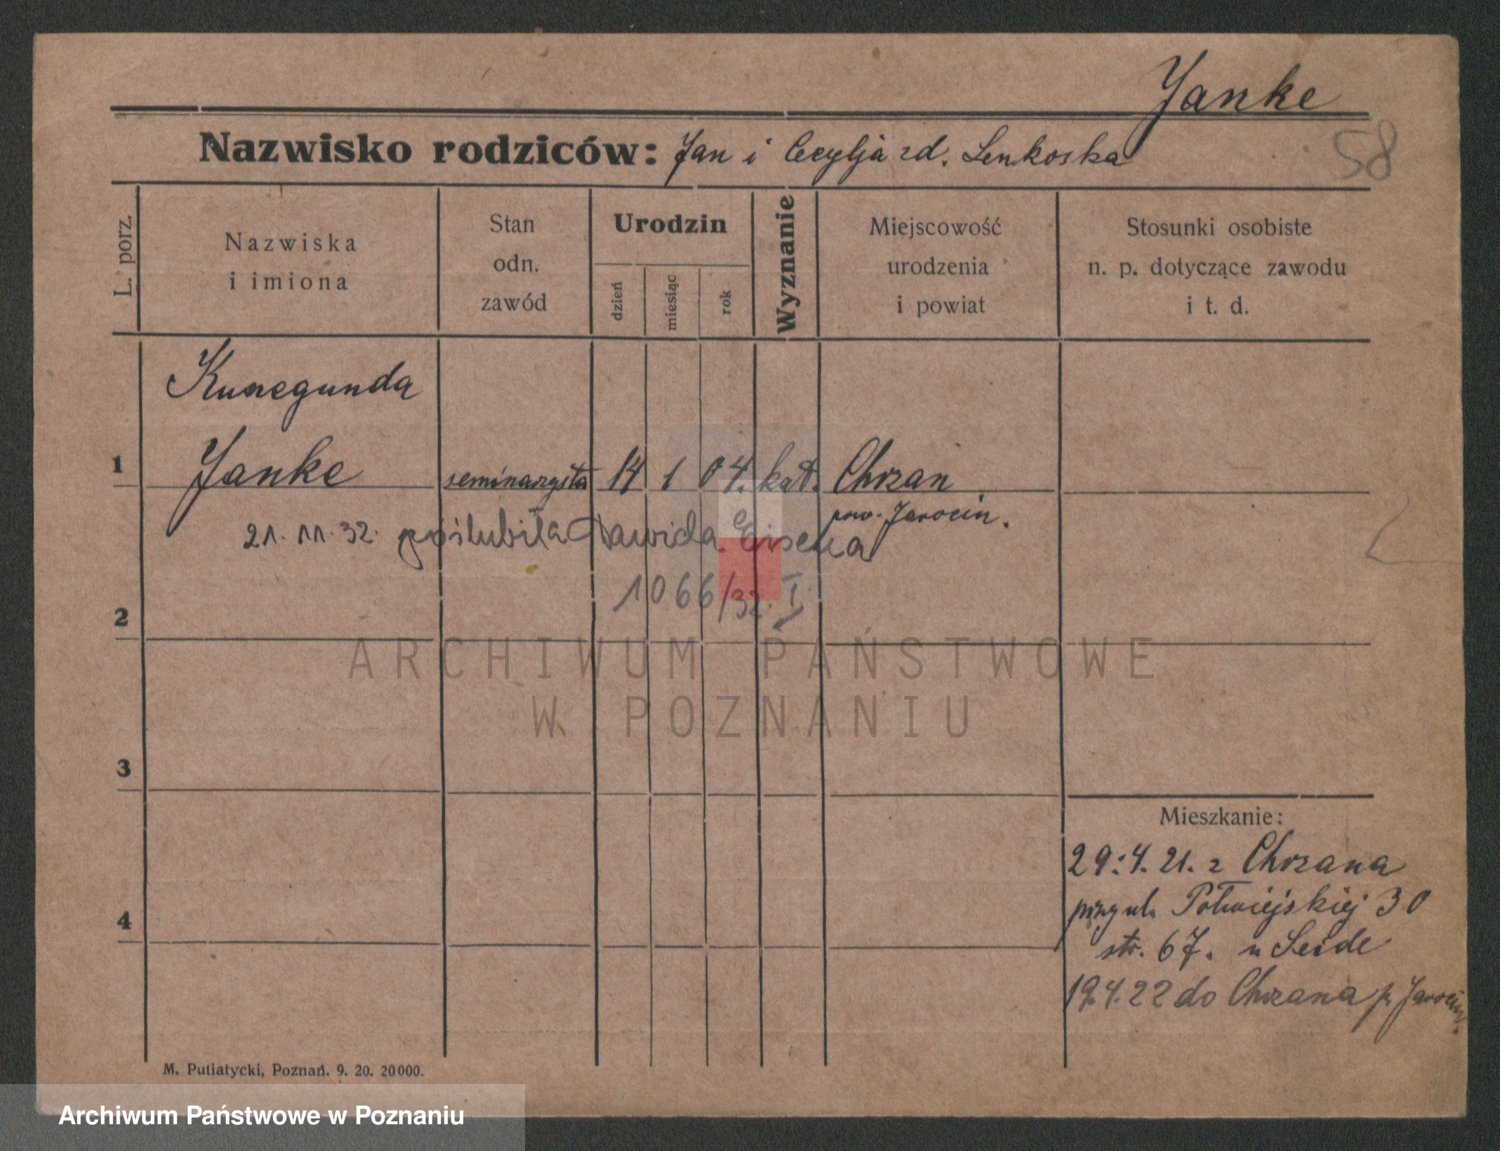 Janke
58
Nazwisko rodziców: Jan i Cecylja zd. Lenkoska
L. porz.
Nazwiska
i imiona
Stan
odn.
zawód
Urodzin
dzień
miesiąc
rok
Wyznanie
Miejscowość
urodzenia
i powiat
Stosunki osobiste
n. p. dotyczące zawodu
i t. d.
Kunegunda
1 Janke seminarzystka 14 1 04. kat. Chrzan
pow. Jarocin.
21. 11. 32. poślubiła Dawida Eisena
1066/32. I
2
ARCHIWUM PAŃSTWOWE
W POZNANIU
3
Mieszkanie:
29. 4. 21. z Chrzana
przy ul. Półwiejskiej 30
4
str. 67. u Seide
19.4.22 do Chrzana p. Jarocin.
M. Putiatycki, Poznań. 9. 20. 20000.
Archiwum Państwowe w Poznaniu